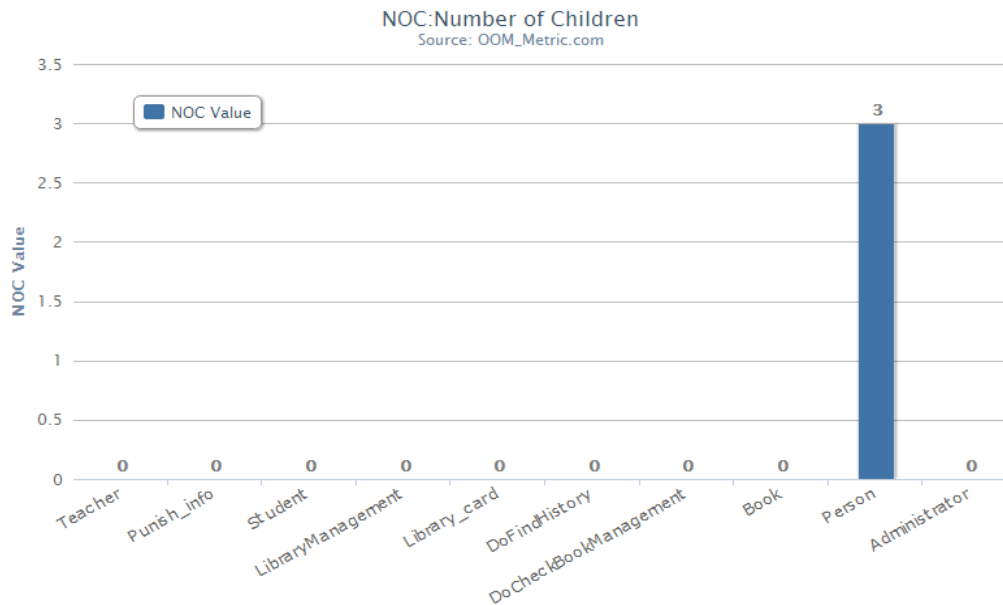 NOC:Number of Children
Source: OOM_Metric.com
3.5
NOC Value
3
3
2.5
2
NOC Value
1.5
1
0.5
0 0 0 0 0 0 0 0 0
0
Teacher
Punish_info
Student
LibraryManagement
Library_card
DoFindHistory
DoCheckBookManagement
Book
Person
Administrator